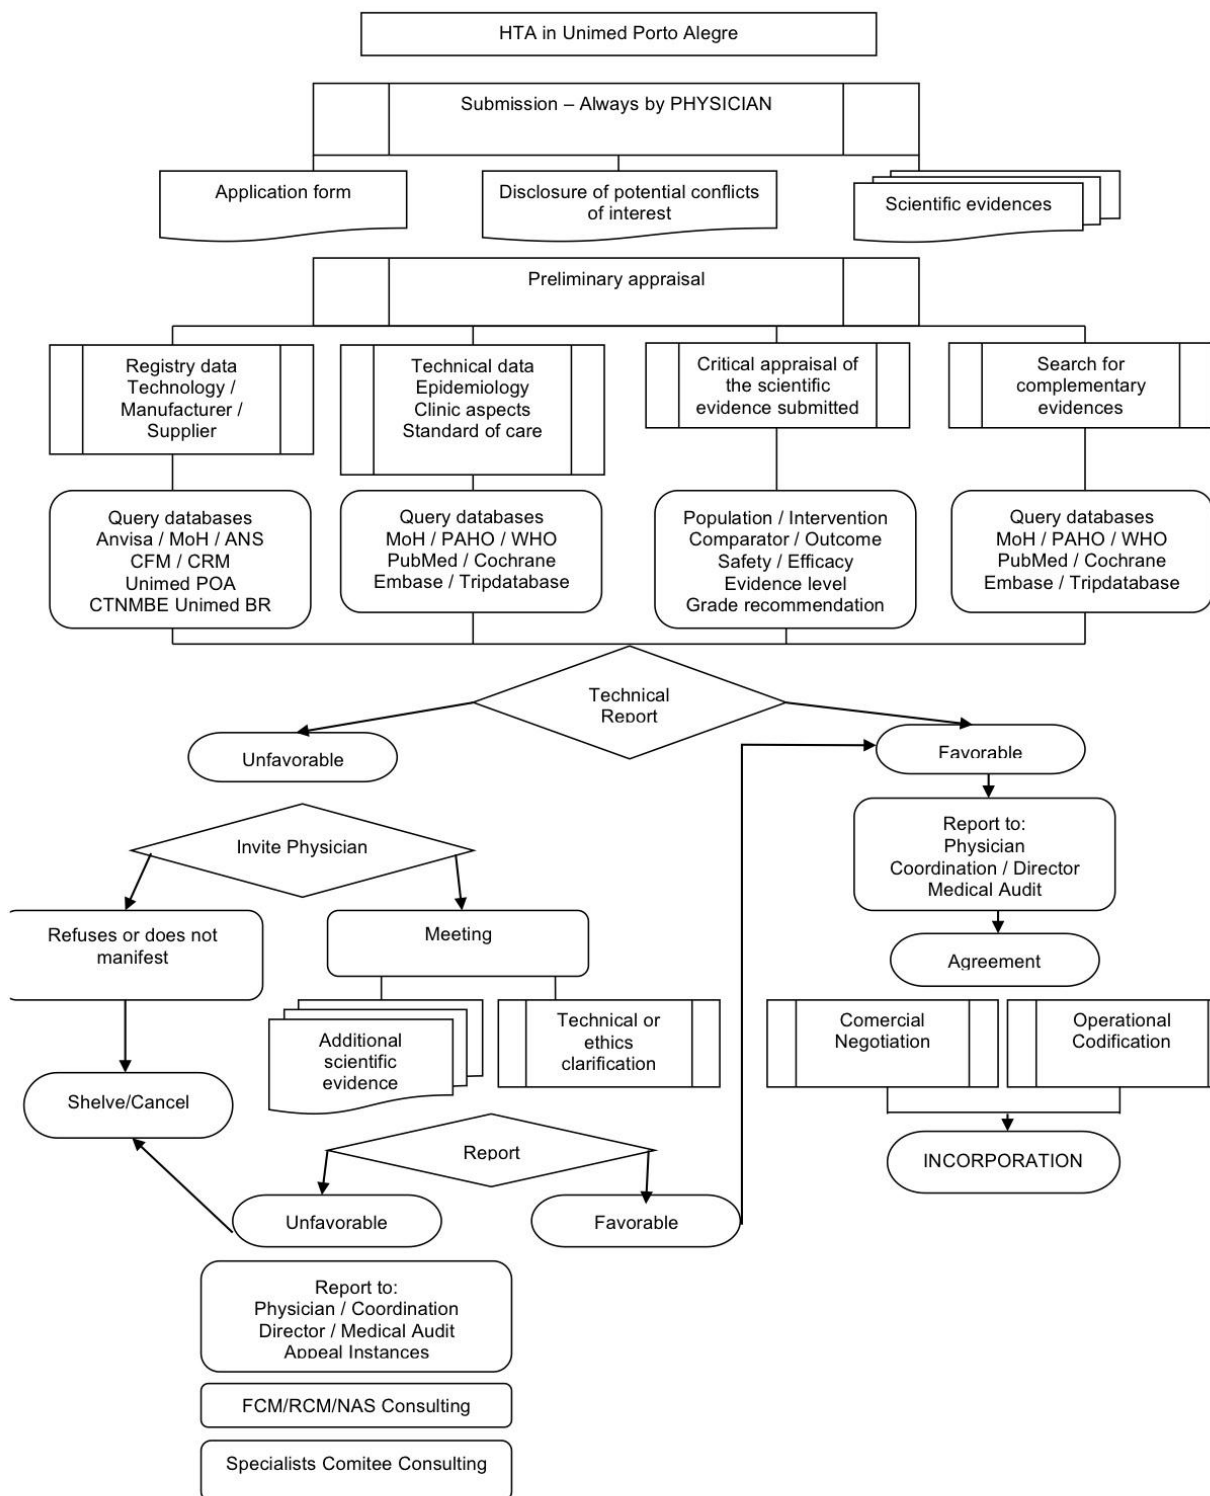 HTA in Unimed Porto Alegre
Submission – Always by PHYSICIAN
Application form
Disclosure of potential conflicts
of interest
Scientific evidences
Preliminary appraisal
Registry data
Technology /
Manufacturer /
Supplier
Technical data
Epidemiology
Clinic aspects
Standard of care
Critical appraisal of
the scientific
evidence submitted
Search for
complementary
evidences
Query databases
Anvisa / MoH / ANS
CFM / CRM
Unimed POA
CTNMBE Unimed BR
Query databases
MoH / PAHO / WHO
PubMed / Cochrane
Embase / Tripdatabase
Population / Intervention
Comparator / Outcome
Safety / Efficacy
Evidence level
Grade recommendation
Query databases
MoH / PAHO / WHO
PubMed / Cochrane
Embase / Tripdatabase
Technical
Report
Unfavorable
Favorable
Invite Physician
Report to:
Physician
Coordination / Director
Medical Audit
Refuses or does not
manifest
Meeting
Agreement
Additional
scientific
evidence
Technical or
ethics
clarification
Comercial
Negotiation
Operational
Codification
Shelve/Cancel
Report
INCORPORATION
Unfavorable
Favorable
Report to:
Physician / Coordination
Director / Medical Audit
Appeal Instances
FCM/RCM/NAS Consulting
Specialists Comitee Consulting